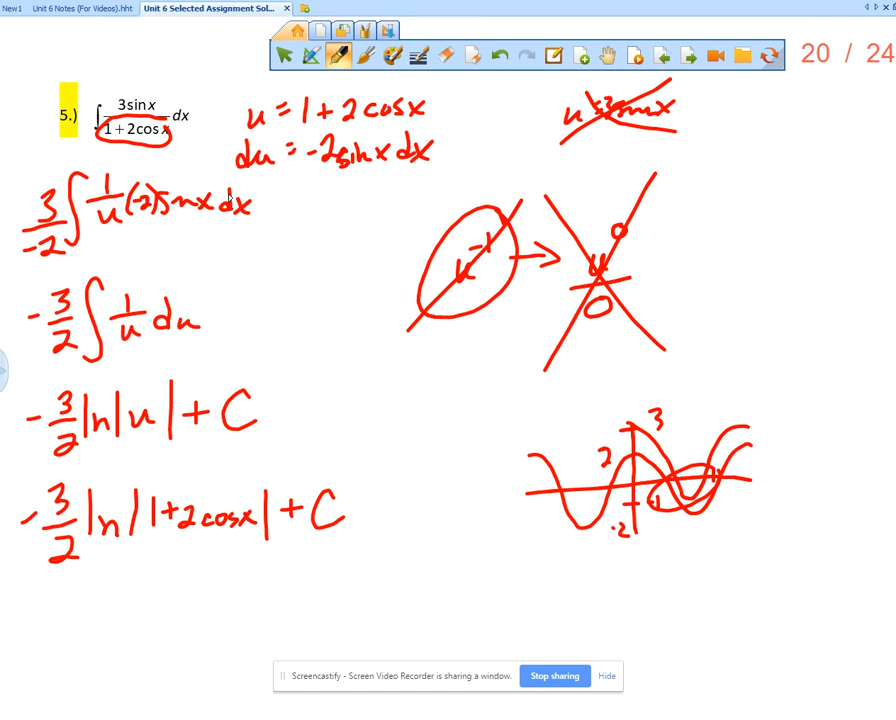 New1 Unit 6 Notes (For Videos).hht Unit 6 Selected Assignment Sol...
20 / 24
5.) ∫ 3sinx / 1+2cosx dx
u = 1 + 2cosx
du = -2sinx dx
3/-2 ∫ 1/u (-2)sinx dx
-3/2 ∫ 1/u du
-3/2 ln|u| + C
-3/2 ln|1+2cosx| + C
u^-1 → u^0 / 0
3
2
-1
-2
Screencastify - Screen Video Recorder is sharing a window. Stop sharing Hide